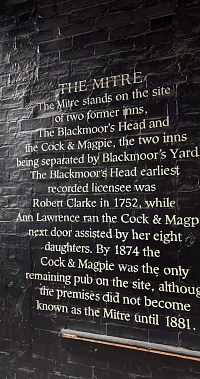 THE MITRE
The Mitre stands on the site
of two former inns,
The Blackmoor's Head and
the Cock & Magpie, the two inns
being separated by Blackmoor's Yard.
The Blackmoor's Head earliest
recorded licensee was
Robert Clarke in 1752, while
Ann Lawrence ran the Cock & Magp
next door assisted by her eight
daughters. By 1874 the
Cock & Magpie was the only
remaining pub on the site, althoug
the premises did not become
known as the Mitre until 1881.